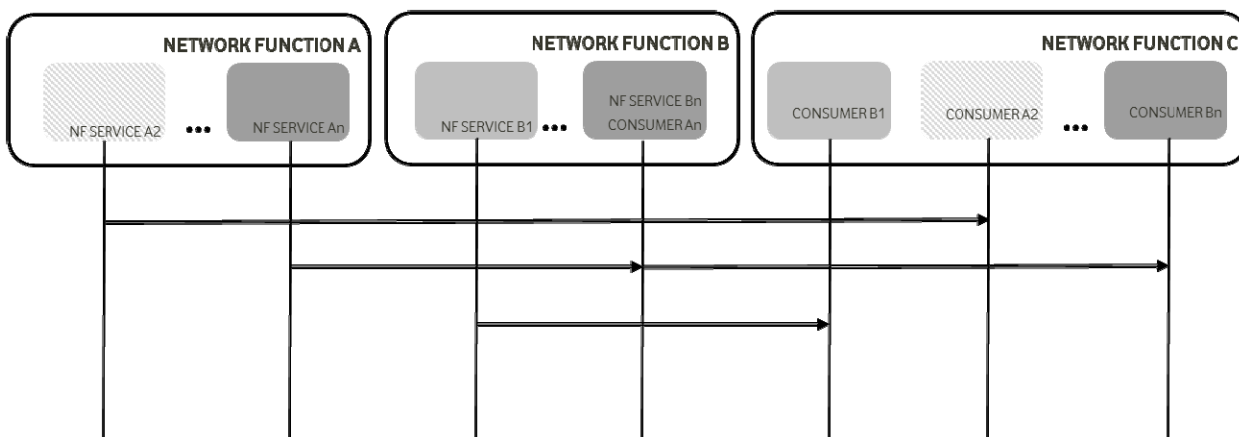 NETWORK FUNCTION A
NF SERVICE A2
...
NF SERVICE An
NETWORK FUNCTION B
NF SERVICE B1
...
NF SERVICE Bn
CONSUMER An
NETWORK FUNCTION C
CONSUMER B1
CONSUMER A2
...
CONSUMER Bn